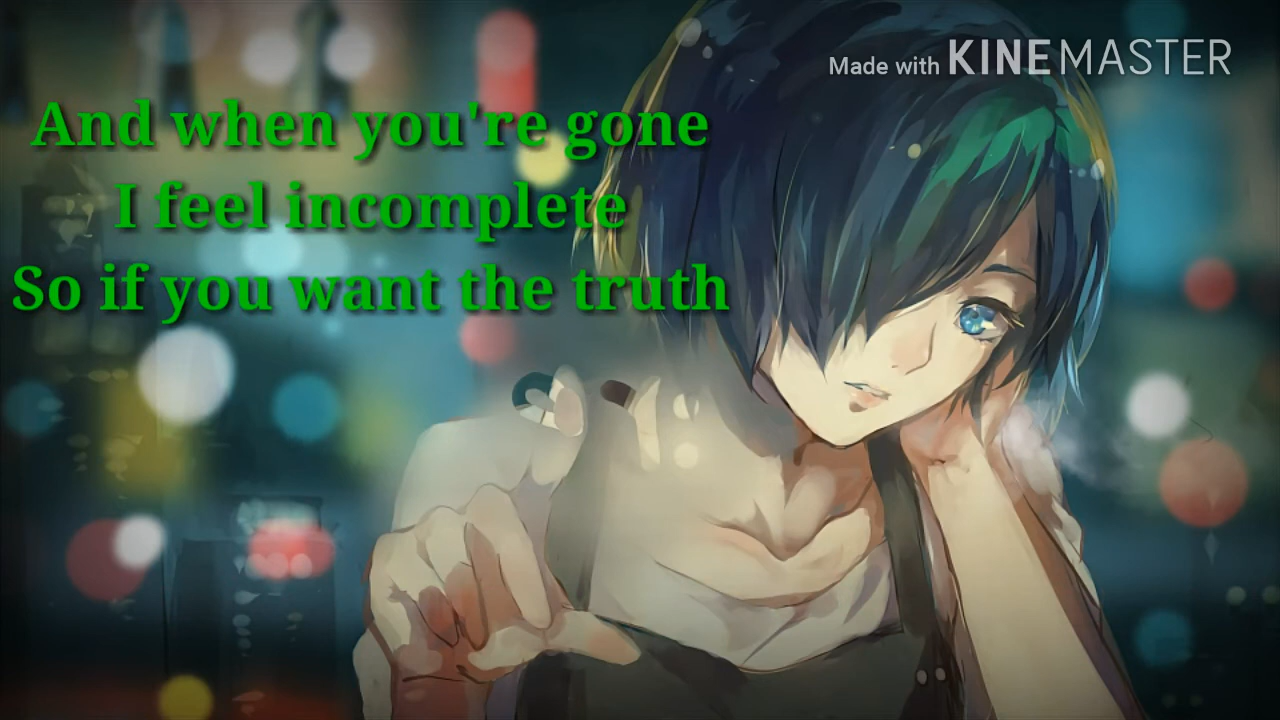 Made with KINEMASTER
And when you're gone
I feel incomplete
So if you want the truth